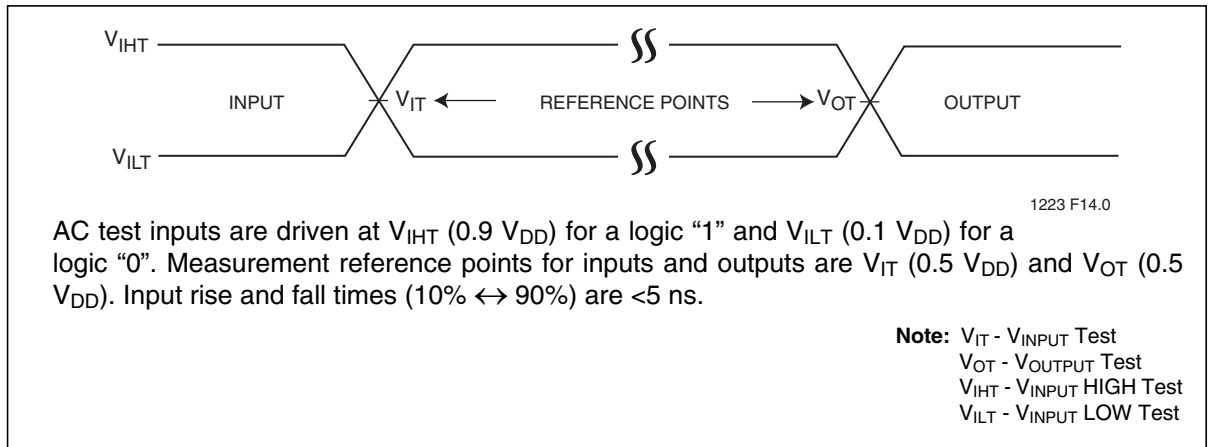 VIHT
INPUT VIT REFERENCE POINTS VOT OUTPUT
VILT
1223 F14.0
AC test inputs are driven at VIHT (0.9 VDD) for a logic “1” and VILT (0.1 VDD) for a
logic “0”. Measurement reference points for inputs and outputs are VIT (0.5 VDD) and VOT (0.5
VDD). Input rise and fall times (10% ↔ 90%) are <5 ns.
Note: VIT - VINPUT Test
VOT - VOUTPUT Test
VIHT - VINPUT HIGH Test
VILT - VINPUT LOW Test